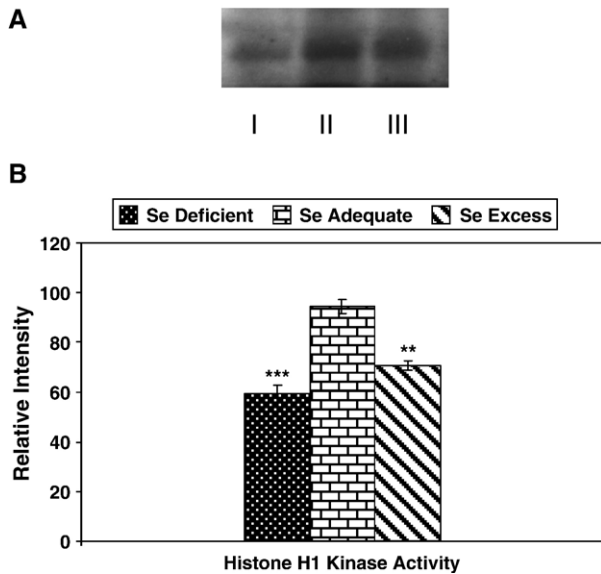 A
I II III
B
Se Deficient Se Adequate Se Excess
120
100
80
60
40
20
0
Relative Intensity
***
**
Histone H1 Kinase Activity